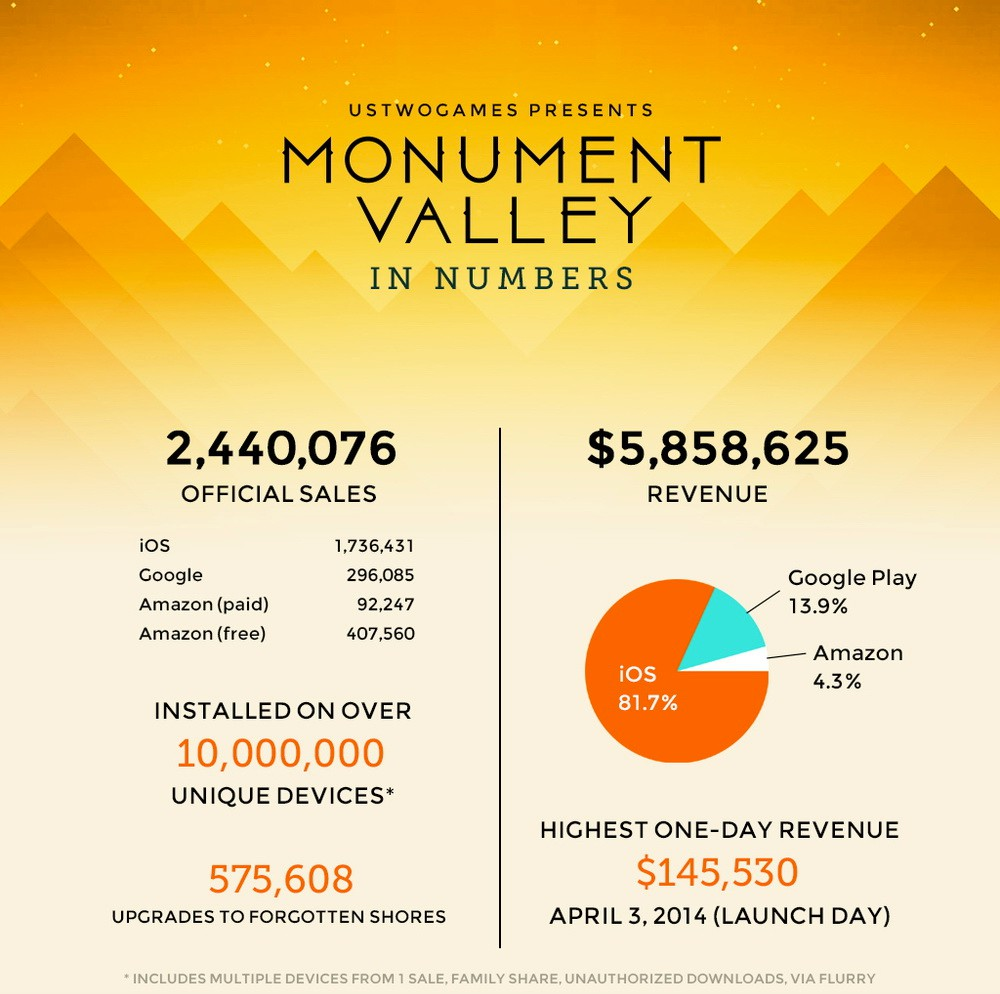 USTWOGAMES PRESENTS
MONUMENT
VALLEY
IN NUMBERS
2,440,076
OFFICIAL SALES
iOS 1,736,431
Google 296,085
Amazon (paid) 92,247
Amazon (free) 407,560
INSTALLED ON OVER
10,000,000
UNIQUE DEVICES*
575,608
UPGRADES TO FORGOTTEN SHORES
$5,858,625
REVENUE
Google Play
13.9%
Amazon
4.3%
iOS
81.7%
HIGHEST ONE-DAY REVENUE
$145,530
APRIL 3, 2014 (LAUNCH DAY)
* INCLUDES MULTIPLE DEVICES FROM 1 SALE, FAMILY SHARE, UNAUTHORIZED DOWNLOADS, VIA FLURRY